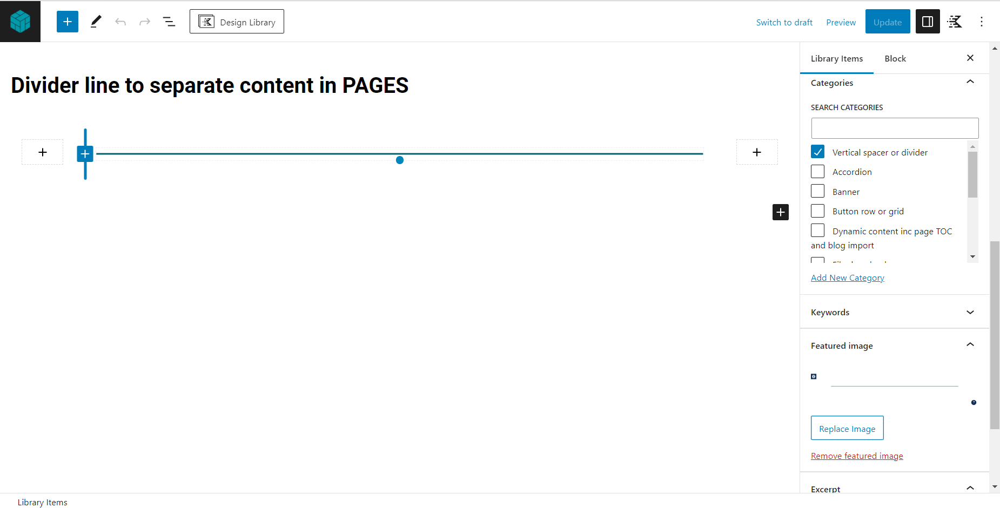 Design Library
Switch to draft
Preview
Update
Library Items
Block
Divider line to separate content in PAGES
Categories
SEARCH CATEGORIES
Vertical spacer or divider
Accordion
Banner
Button row or grid
Dynamic content inc page TOC
and blog import
Add New Category
Keywords
Featured image
Replace Image
Remove featured image
Excerpt
Library Items